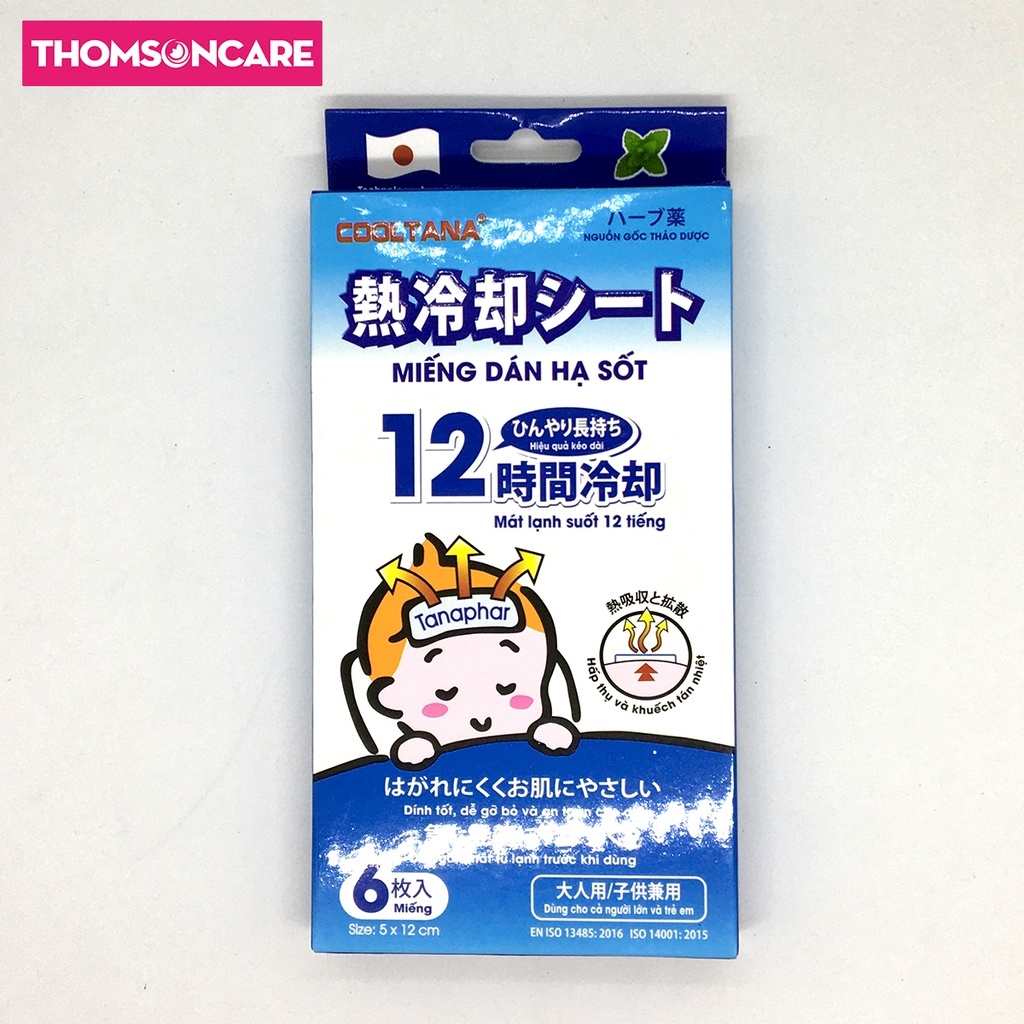 THOMSONCARE
COOLTANA®
ハーブ薬
NGUỒN GỐC THẢO DƯỢC
熱冷却シート
MIẾNG DÁN HẠ SỐT
12
ひんやり長持ち
Hiệu quả kéo dài
時間冷却
Mát lạnh suốt 12 tiếng
Tanaphar
熱吸収と拡散
Hấp thụ và khuếch tán nhiệt
はがれにくくお肌にやさしい
Dính tốt, dễ gỡ bỏ và an
lạnh trước khi dùng
6枚入
Miếng
Size: 5 x 12 cm
大人用/子供兼用
Dùng cho cả người lớn và trẻ em
EN ISO 13485: 2016 ISO 14001: 2015